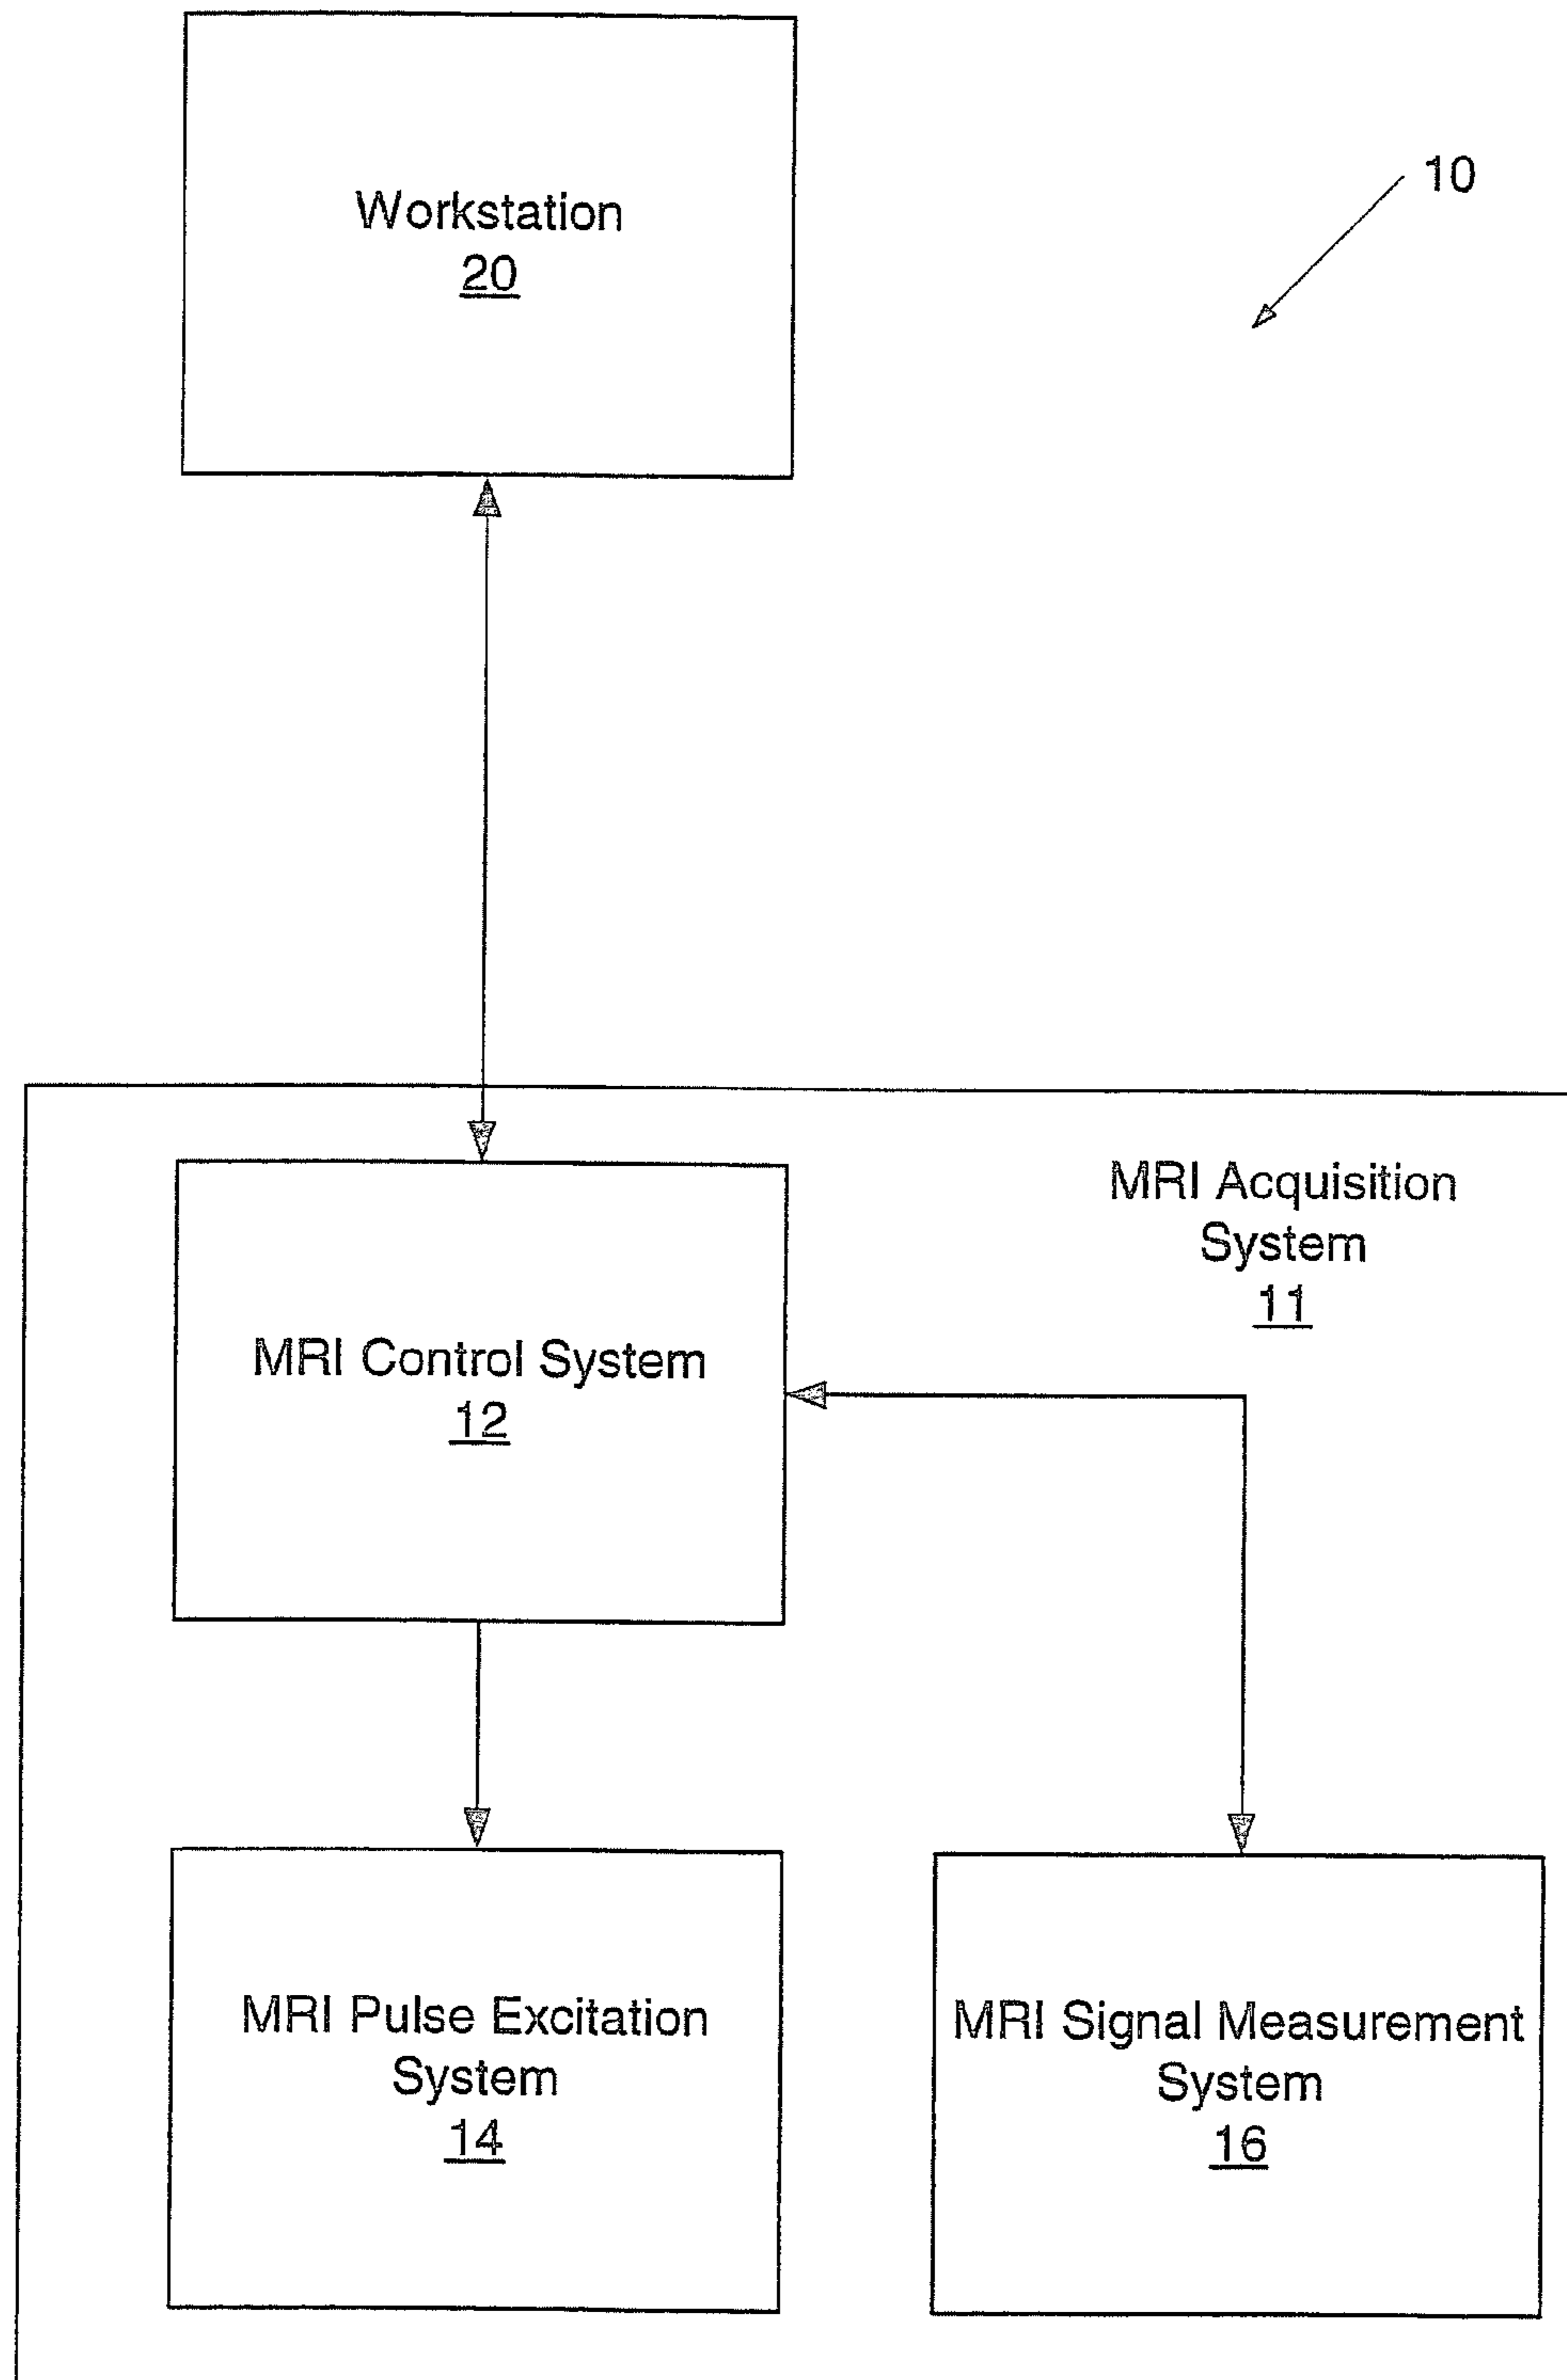 Workstation
20
10
MRI Acquisition
System
11
MRI Control System
12
MRI Pulse Excitation
System
14
MRI Signal Measurement
System
16